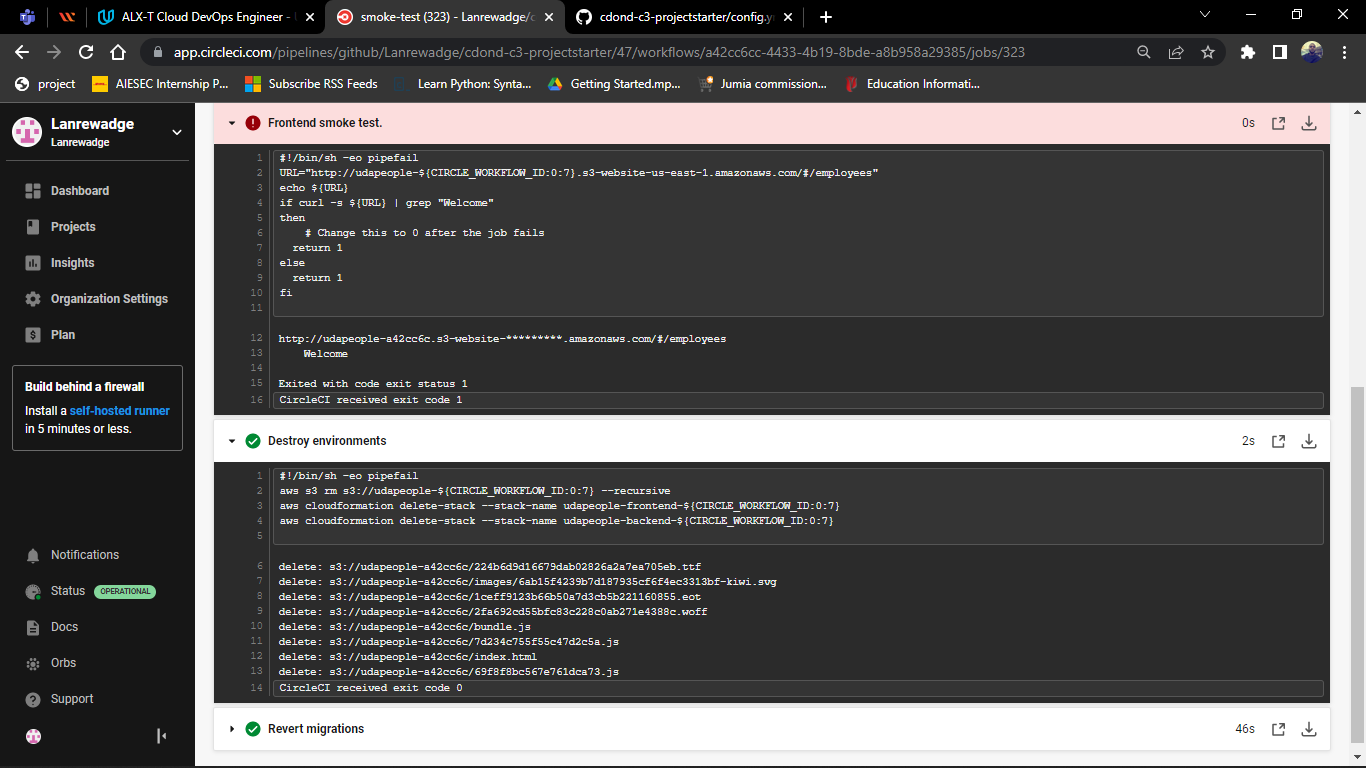 ALX-T Cloud DevOps Engineer -
smoke-test (323) - Lanrewadge/c
cdond-c3-projectstarter/config.y
app.circleci.com/pipelines/github/Lanrewadge/cdond-c3-projectstarter/47/workflows/a42cc6cc-4433-4b19-8bde-a8b958a29385/jobs/323
project
AIESEC Internship P...
Subscribe RSS Feeds
Learn Python: Synta...
Getting Started.mp...
Jumia commission...
Education Informati...
Lanrewadge
Lanrewadge
Dashboard
Projects
Insights
Organization Settings
Plan
Build behind a firewall
Install a self-hosted runner
in 5 minutes or less.
Notifications
Status OPERATIONAL
Docs
Orbs
Support
Frontend smoke test.
0s
1 #!/bin/sh -eo pipefail
2 URL="http://udapeople-${CIRCLE_WORKFLOW_ID:0:7}.s3-website-us-east-1.amazonaws.com/#/employees"
3 echo ${URL}
4 if curl -s ${URL} | grep "Welcome"
5 then
6 # Change this to 0 after the job fails
7 return 1
8 else
9 return 1
10 fi
11
12 http://udapeople-a42cc6c.s3-website-*********.amazonaws.com/#/employees
13 Welcome
14
15 Exited with code exit status 1
16 CircleCI received exit code 1
Destroy environments
2s
1 #!/bin/sh -eo pipefail
2 aws s3 rm s3://udapeople-${CIRCLE_WORKFLOW_ID:0:7} --recursive
3 aws cloudformation delete-stack --stack-name udapeople-frontend-${CIRCLE_WORKFLOW_ID:0:7}
4 aws cloudformation delete-stack --stack-name udapeople-backend-${CIRCLE_WORKFLOW_ID:0:7}
5
6 delete: s3://udapeople-a42cc6c/224b6d9d16679dab02826a2a7ea705eb.ttf
7 delete: s3://udapeople-a42cc6c/images/6ab15f4239b7d187935cf6f4ec3313bf-kiwi.svg
8 delete: s3://udapeople-a42cc6c/1ceff9123b66b50a7d3cb5b221160855.eot
9 delete: s3://udapeople-a42cc6c/2fa692cd55bfc83c228c0ab271e4388c.woff
10 delete: s3://udapeople-a42cc6c/bundle.js
11 delete: s3://udapeople-a42cc6c/7d234c755f55c47d2c5a.js
12 delete: s3://udapeople-a42cc6c/index.html
13 delete: s3://udapeople-a42cc6c/69f8f8bc567e761dca73.js
14 CircleCI received exit code 0
Revert migrations
46s